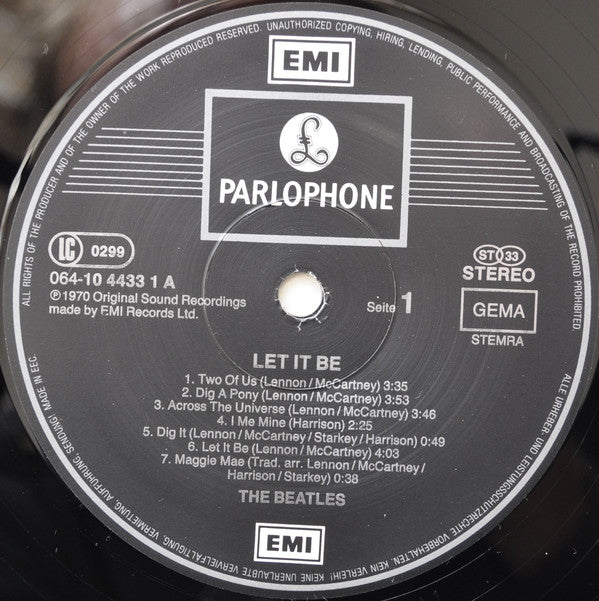 ALL RIGHTS OF THE PRODUCER AND OF THE OWNER OF THE WORK REPRODUCED RESERVED. UNAUTHORIZED COPYING, HIRING, LENDING, PUBLIC PERFORMANCE AND BROADCASTING OF THE RECORD PROHIBITED.
EMI
£
PARLOPHONE
LC 0299
064-10 4433 1 A
℗1970 Original Sound Recordings
made by EMI Records Ltd.
ST 33
STEREO
GEMA
STEMRA
Seite 1
LET IT BE
1. Two Of Us (Lennon/McCartney) 3:35
2. Dig A Pony (Lennon/McCartney) 3:53
3. Across The Universe (Lennon/McCartney) 3:46
4. I Me Mine (Harrison) 2:25
5. Dig It (Lennon/McCartney/Starkey/Harrison) 0:49
6. Let It Be (Lennon/McCartney) 4:03
7. Maggie Mae (Trad. arr. Lennon/McCartney/
Harrison/Starkey) 0:38
THE BEATLES
EMI
ALLE URHEBER- UND LEISTUNGSSCHUTZRECHTE VORBEHALTEN. KEIN VERLEIH! KEINE UNERLAUBTE VERVIELFÄLTIGUNG, VERMIETUNG, AUFFÜHRUNG, SENDUNG! MADE IN EEC.